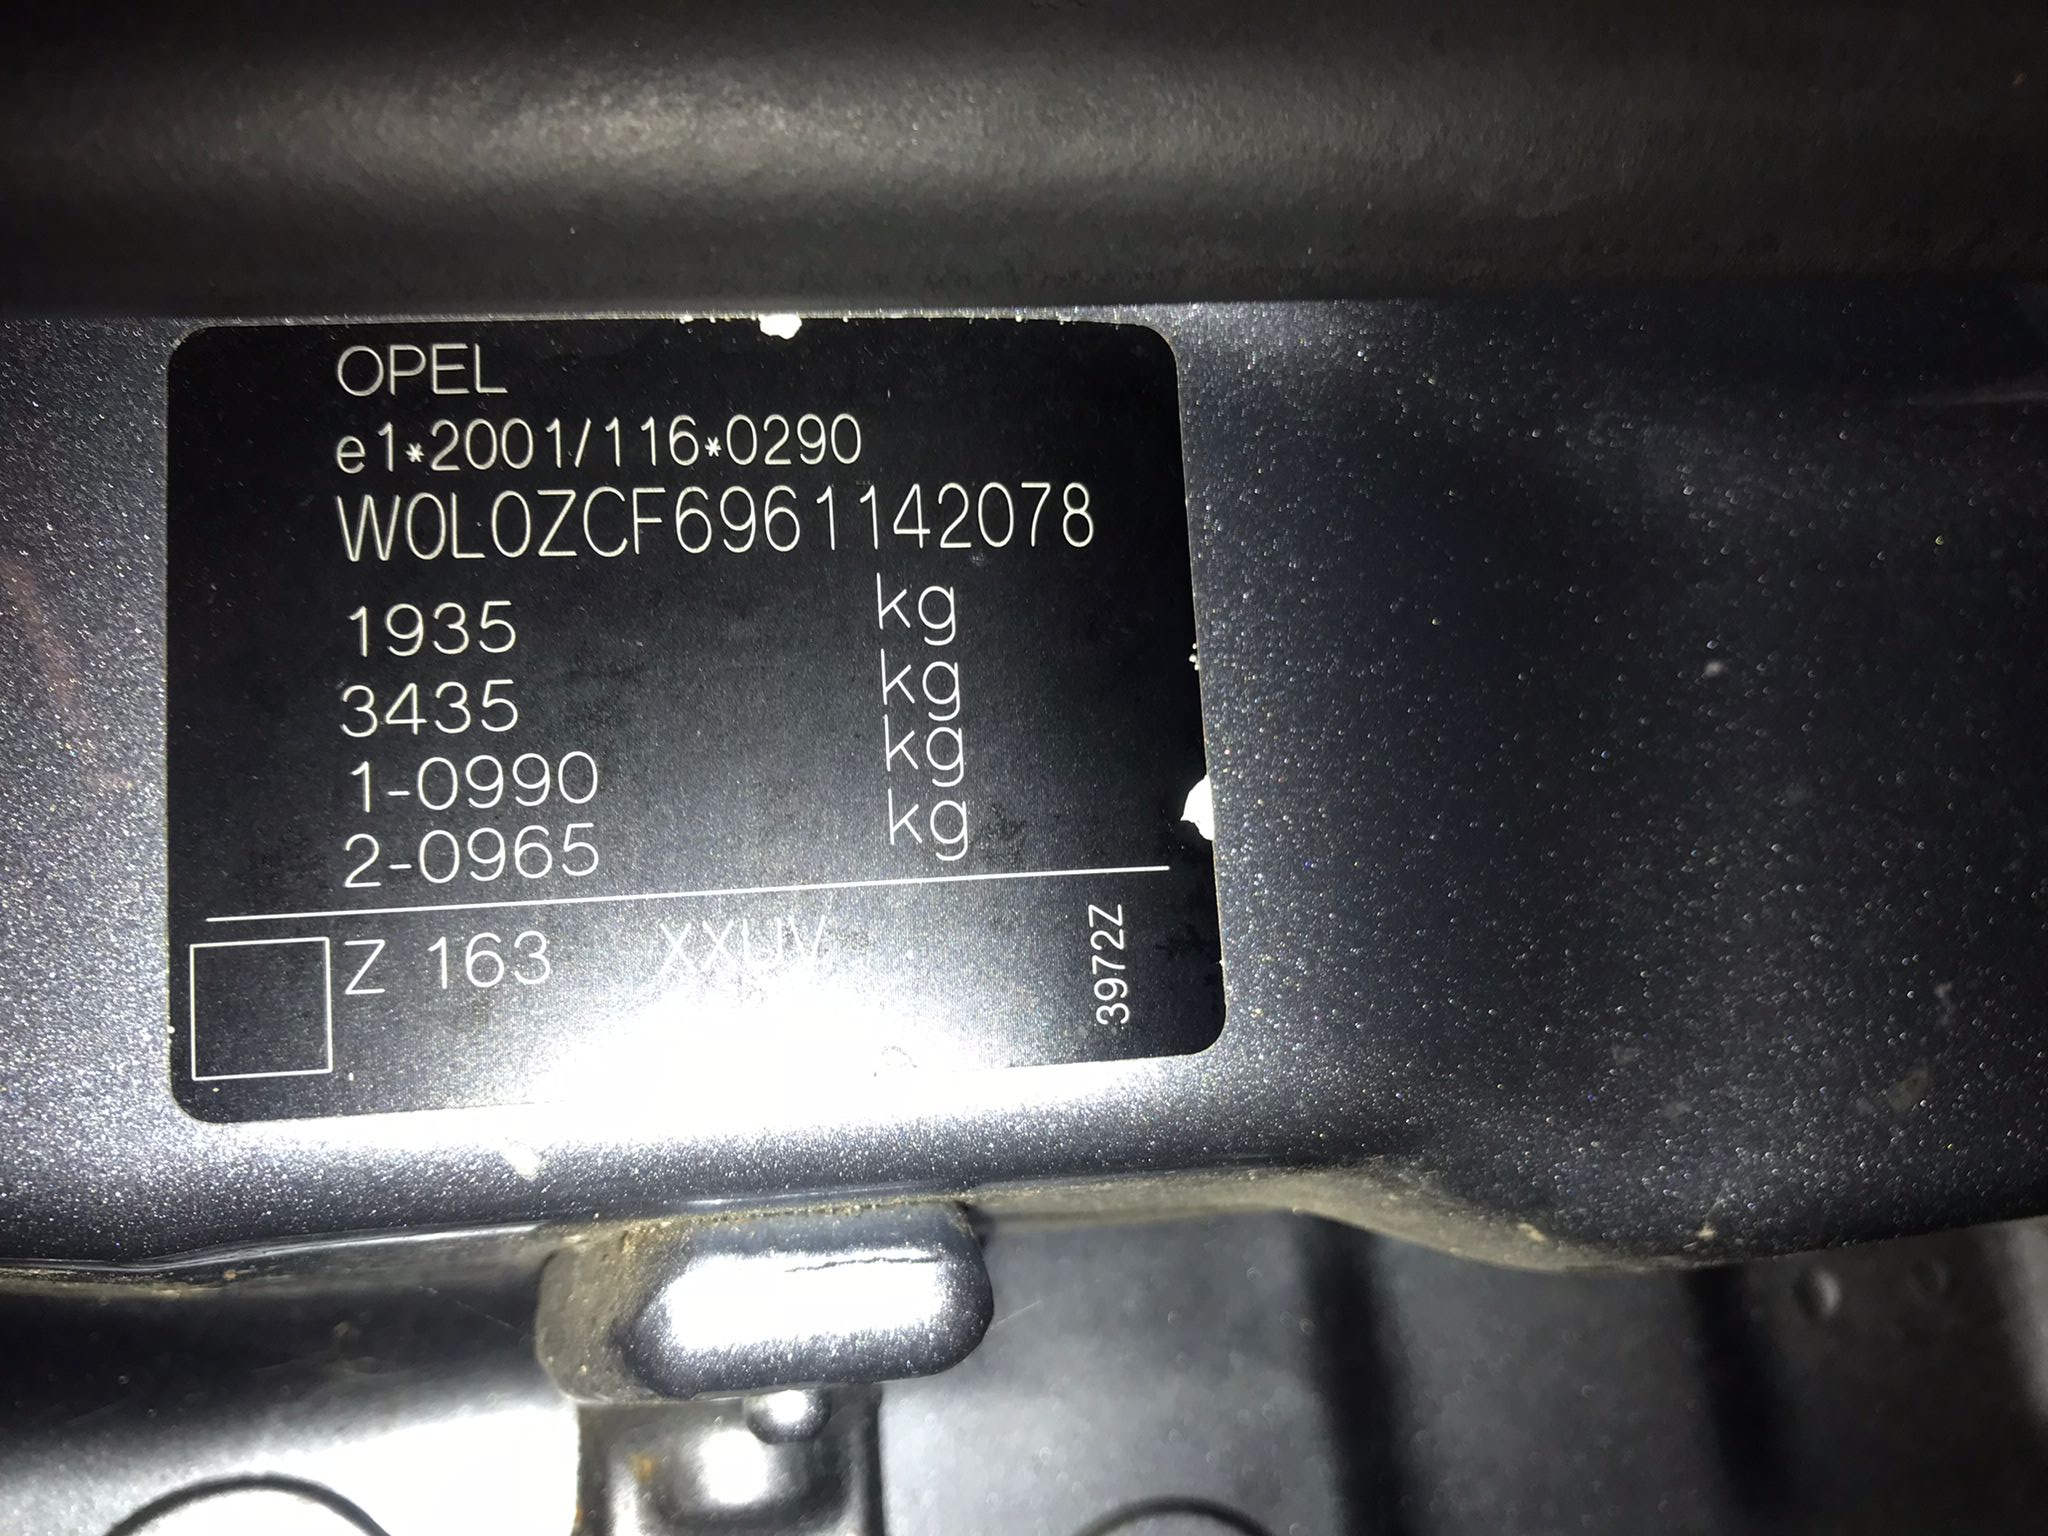 OPEL
e1*2001/116*0290
W0L0ZCF6961142078
1935 kg
3435 kg
1-0990 kg
2-0965 kg
Z 163 XXUV
3972Z